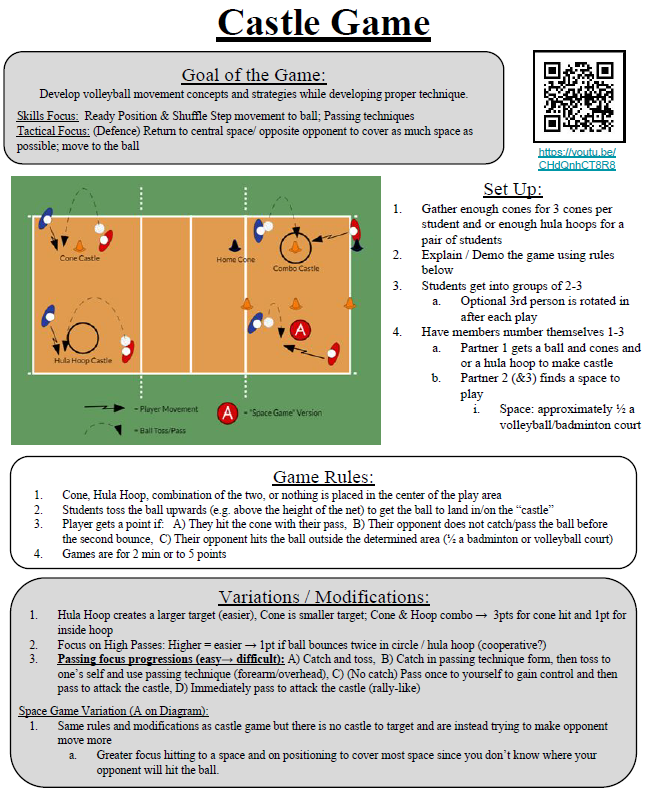 Castle Game
Goal of the Game:
Develop volleyball movement concepts and strategies while developing proper technique.
Skills Focus: Ready Position & Shuffle Step movement to ball; Passing techniques
Tactical Focus: (Defence) Return to central space/ opposite opponent to cover as much space as
possible; move to the ball
https://youtu.be/
CHdQnhCT8R8
Cone Castle
Home Cone
Combo Castle
Hula Hoop Castle
A
= Player Movement
= Ball Toss/Pass
A
= "Space Game" Version
Set Up:
1. Gather enough cones for 3 cones per
student and or enough hula hoops for a
pair of students
2. Explain / Demo the game using rules
below
3. Students get into groups of 2-3
a. Optional 3rd person is rotated in
after each play
4. Have members number themselves 1-3
a. Partner 1 gets a ball and cones and
or a hula hoop to make castle
b. Partner 2 (&3) finds a space to
play
i. Space: approximately ½ a
volleyball/badminton court
Game Rules:
1. Cone, Hula Hoop, combination of the two, or nothing is placed in the center of the play area
2. Students toss the ball upwards (e.g. above the height of the net) to get the ball to land in/on the “castle”
3. Player gets a point if: A) They hit the cone with their pass, B) Their opponent does not catch/pass the ball before
the second bounce, C) Their opponent hits the ball outside the determined area (½ a badminton or volleyball court)
4. Games are for 2 min or to 5 points
Variations / Modifications:
1. Hula Hoop creates a larger target (easier), Cone is smaller target; Cone & Hoop combo → 3pts for cone hit and 1pt for
inside hoop
2. Focus on High Passes: Higher = easier → 1pt if ball bounces twice in circle / hula hoop (cooperative?)
3. Passing focus progressions (easy→ difficult): A) Catch and toss, B) Catch in passing technique form, then toss to
one’s self and use passing technique (forearm/overhead), C) (No catch) Pass once to yourself to gain control and then
pass to attack the castle, D) Immediately pass to attack the castle (rally-like)
Space Game Variation (A on Diagram):
1. Same rules and modifications as castle game but there is no castle to target and are instead trying to make opponent
move more
a. Greater focus hitting to a space and on positioning to cover most space since you don’t know where your
opponent will hit the ball.